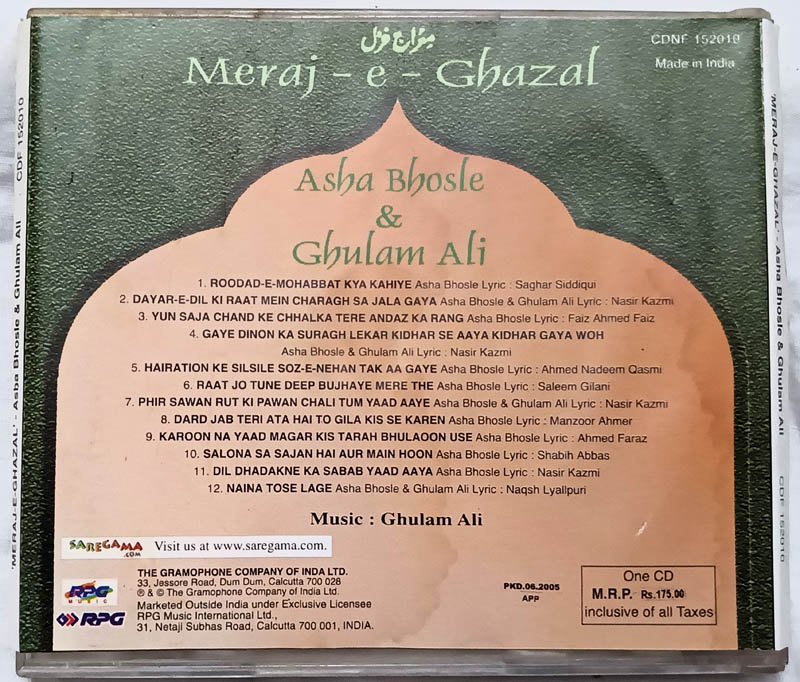 معراج غزل
Meraj - e - Ghazal
CDNF 152010
Made in India
Asha Bhosle
&
Ghulam Ali
1. ROODAD-E-MOHABBAT KYA KAHIYE Asha Bhosle Lyric : Saghar Siddiqui
2. DAYAR-E-DIL KI RAAT MEIN CHARAGH SA JALA GAYA Asha Bhosle & Ghulam Ali Lyric : Nasir Kazmi
3. YUN SAJA CHAND KE CHHALKA TERE ANDAZ KA RANG Asha Bhosle Lyric : Faiz Ahmed Faiz
4. GAYE DINON KA SURAGH LEKAR KIDHAR SE AAYA KIDHAR GAYA WOH
Asha Bhosle & Ghulam Ali Lyric : Nasir Kazmi
5. HAIRATION KE SILSILE SOZ-E-NEHAN TAK AA GAYE Asha Bhosle Lyric : Ahmed Nadeem Qasmi
6. RAAT JO TUNE DEEP BUJHAYE MERE THE Asha Bhosle Lyric : Saleem Gilani
7. PHIR SAWAN RUT KI PAWAN CHALI TUM YAAD AAYE Asha Bhosle & Ghulam Ali Lyric : Nasir Kazmi
8. DARD JAB TERI ATA HAI TO GILA KIS SE KAREN Asha Bhosle Lyric : Manzoor Ahmer
9. KAROON NA YAAD MAGAR KIS TARAH BHULAOON USE Asha Bhosle Lyric : Ahmed Faraz
10. SALONA SA SAJAN HAI AUR MAIN HOON Asha Bhosle Lyric : Shabih Abbas
11. DIL DHADAKNE KA SABAB YAAD AAYA Asha Bhosle Lyric : Nasir Kazmi
12. NAINA TOSE LAGE Asha Bhosle & Ghulam Ali Lyric : Naqsh Lyallpuri
Music : Ghulam Ali
SAREGAMA.COM Visit us at www.saregama.com.
RPG MUSIC
RPG
THE GRAMOPHONE COMPANY OF INDA LTD.
33, Jessore Road, Dum Dum, Calcutta 700 028
℗ & © The Gramophone Company of India Ltd.
Marketed Outside India under Exclusive Licensee
RPG Music International Ltd.,
31, Netaji Subhas Road, Calcutta 700 001, INDIA.
PKD.06.2005
APP
One CD
M.R.P. Rs.175.00
inclusive of all Taxes
'MERAJ-E-GHAZAL' - Asba Bhosle & Ghulam Ali CDF 152010
'MERAJ-E-GHAZAL' - Asha Bhosle & Ghulam Ali CDF 152010